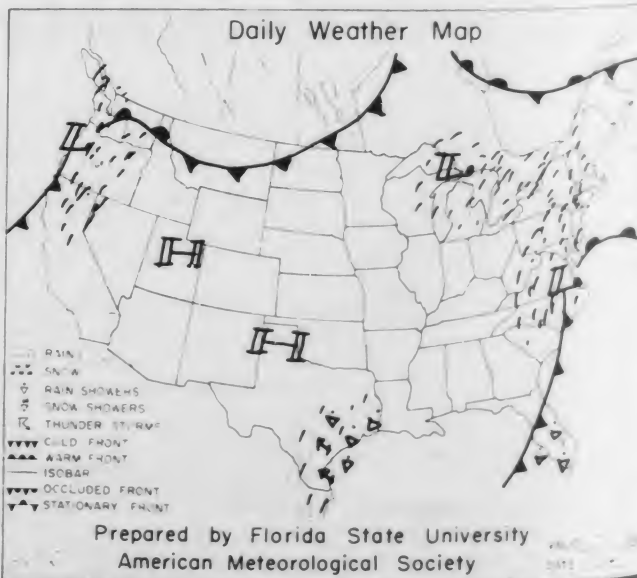 Daily Weather Map
L
L
H
L
H
RAIN
SNOW
RAIN SHOWERS
SNOW SHOWERS
THUNDER STORMS
COLD FRONT
WARM FRONT
ISOBAR
OCCLUDED FRONT
STATIONARY FRONT
Prepared by Florida State University
American Meteorological Society
DATE